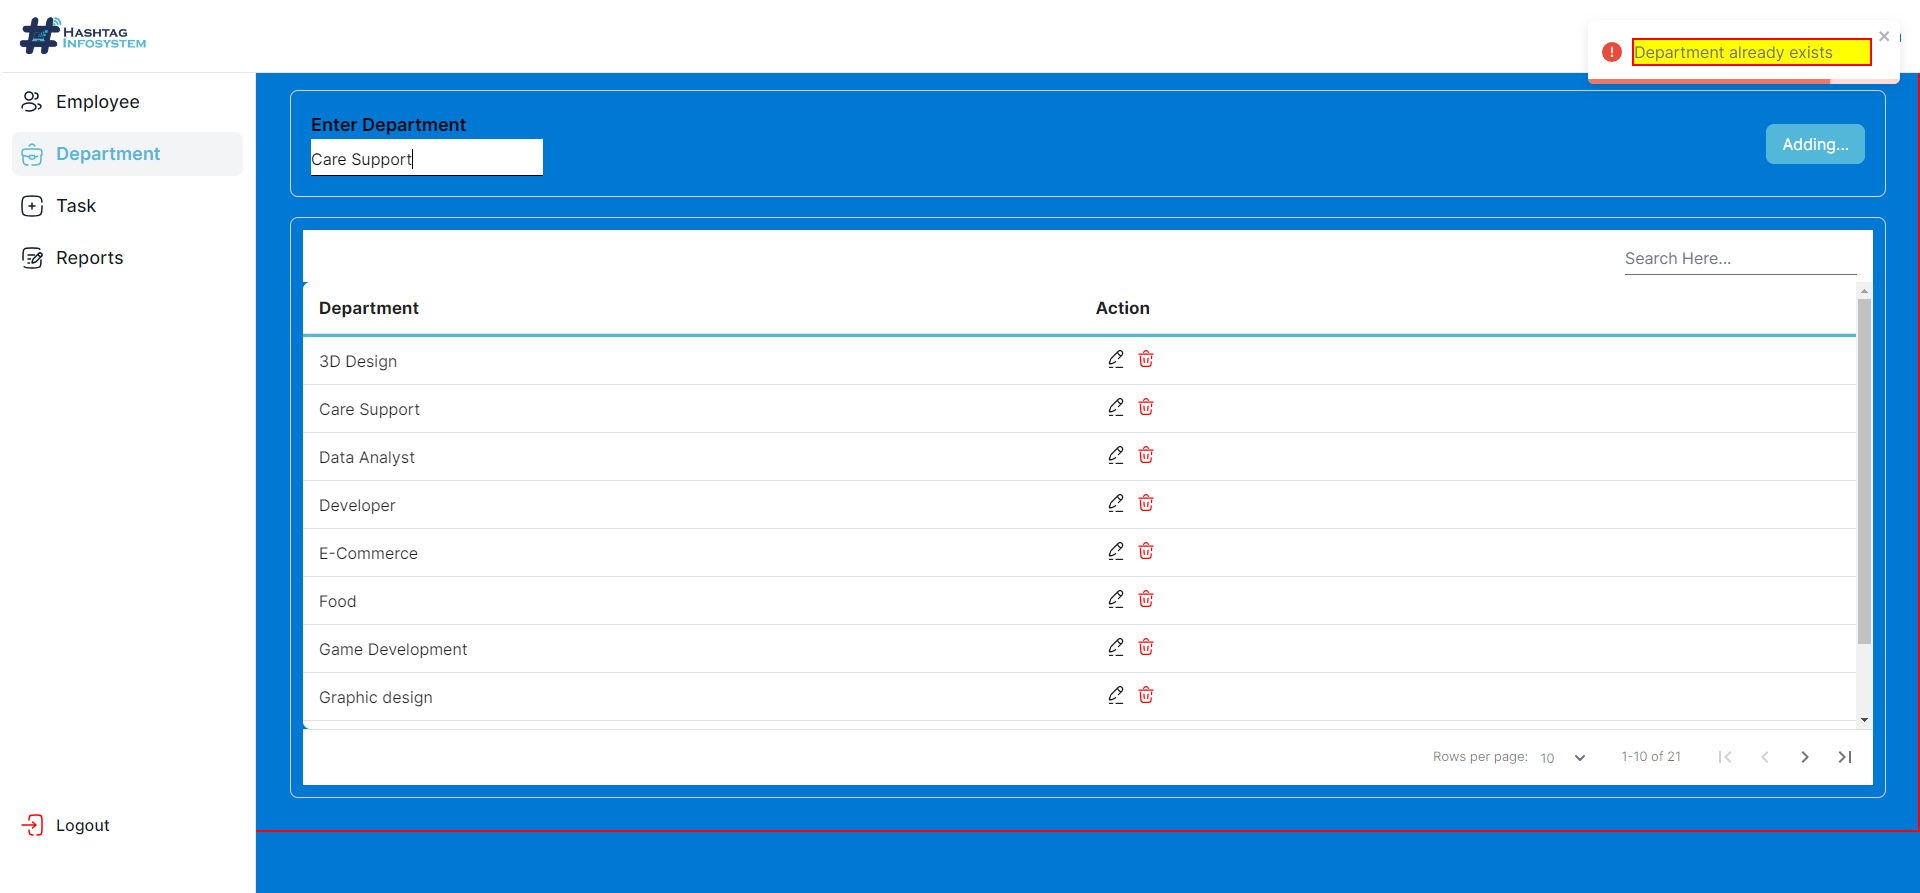 HASHTAG
INFOSYSTEM
Department already exists
Employee
Department
Task
Reports
Logout
Enter Department
Care Support
Adding...
Search Here...
Department Action
3D Design
Care Support
Data Analyst
Developer
E-Commerce
Food
Game Development
Graphic design
Rows per page: 10 1-10 of 21